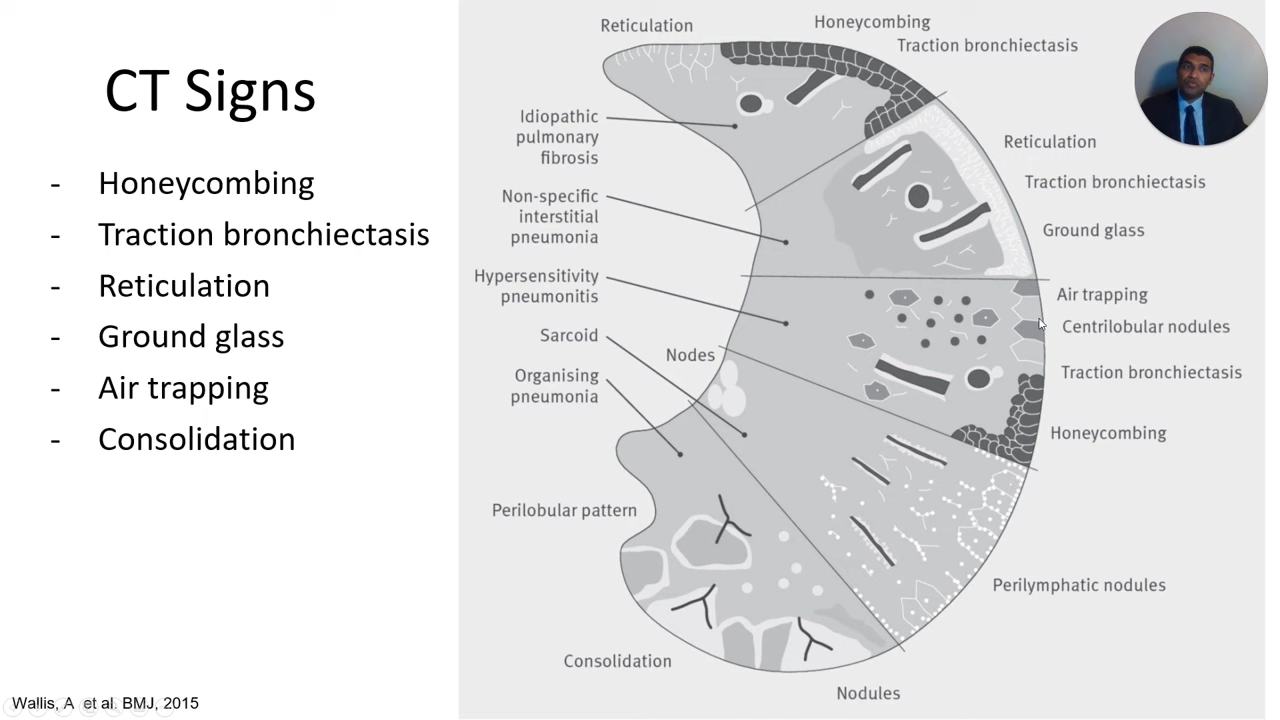 CT Signs
- Honeycombing
- Traction bronchiectasis
- Reticulation
- Ground glass
- Air trapping
- Consolidation
Wallis, A et al. BMJ, 2015
Reticulation
Honeycombing
Traction bronchiectasis
Idiopathic
pulmonary
fibrosis
Reticulation
Traction bronchiectasis
Ground glass
Non-specific
interstitial
pneumonia
Hypersensitivity
pneumonitis
Air trapping
Centrilobular nodules
Traction bronchiectasis
Honeycombing
Sarcoid
Nodes
Organising
pneumonia
Perilobular pattern
Perilymphatic nodules
Consolidation
Nodules